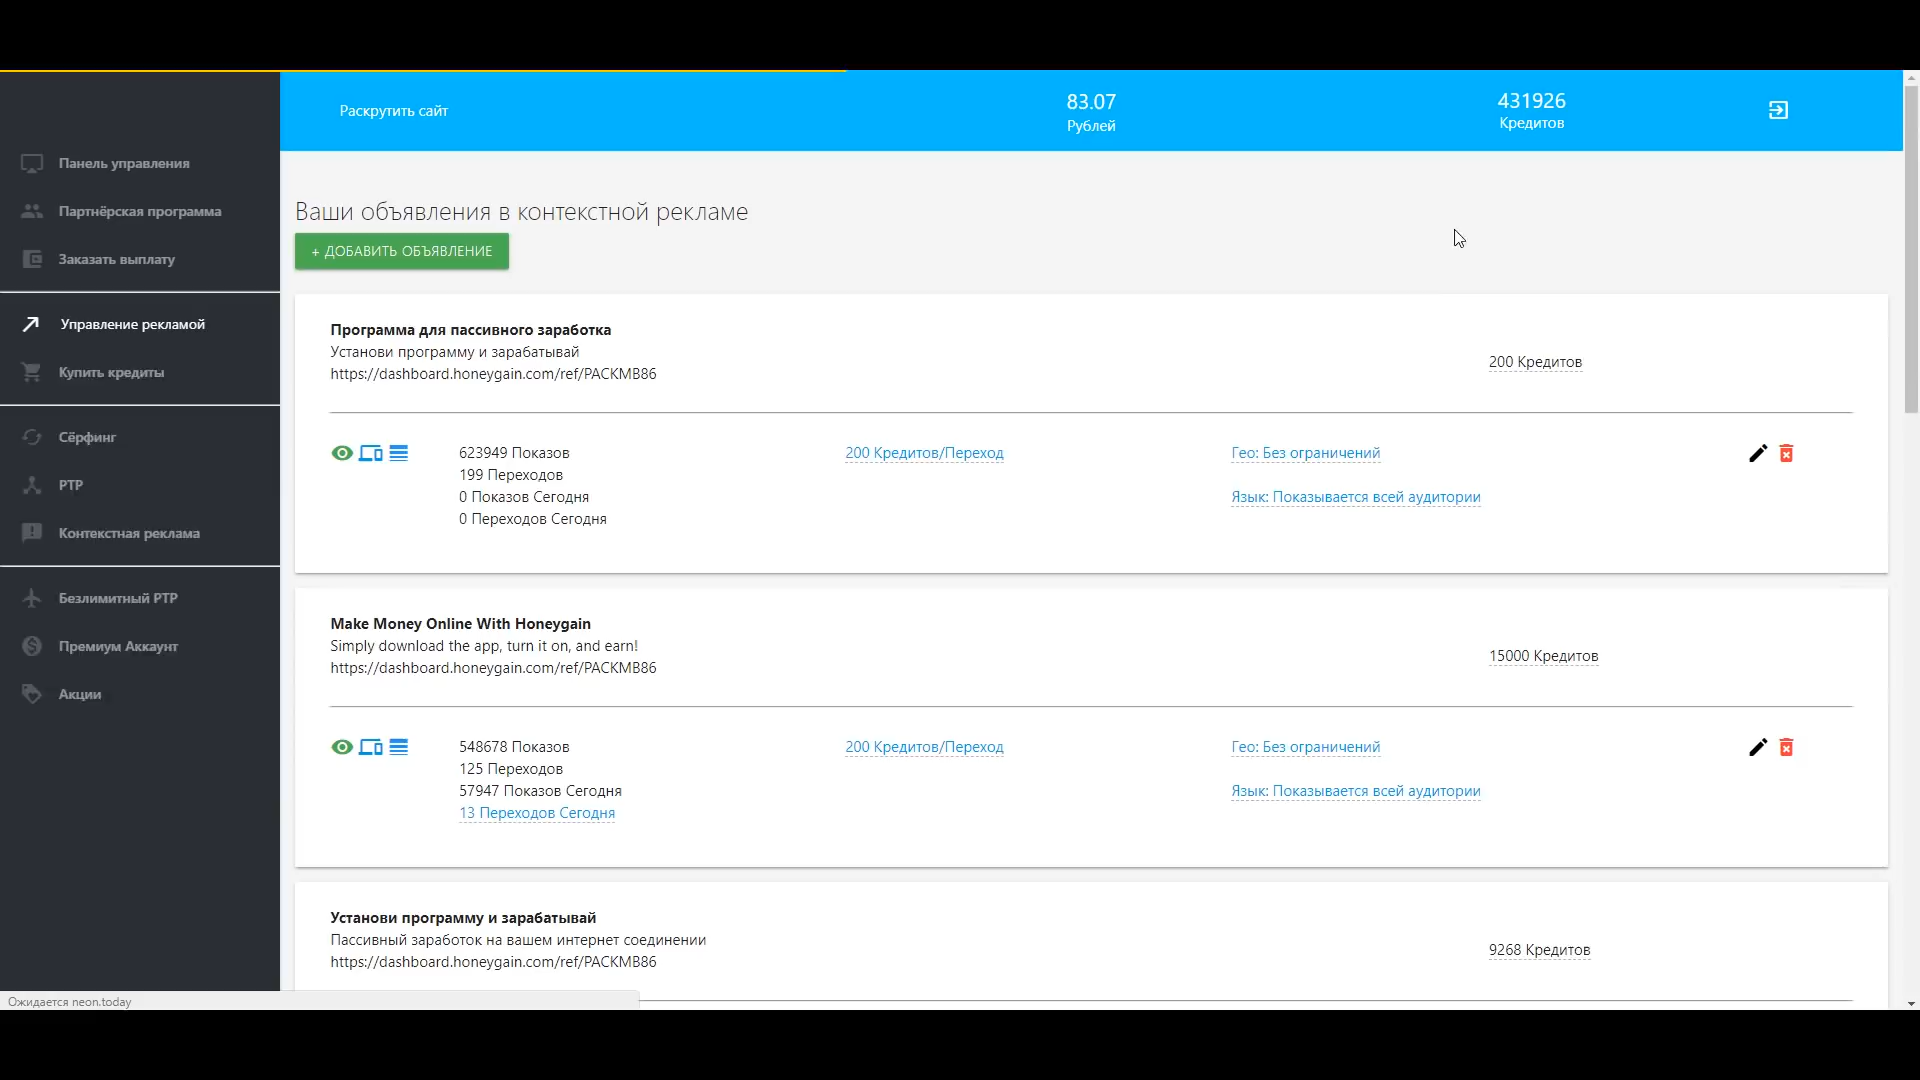 Раскрутить сайт
83.07
Рублей
431926
Кредитов
Панель управления
Партнёрская программа
Заказать выплату
Управление рекламой
Купить кредиты
Сёрфинг
PTP
Контекстная реклама
Безлимитный PTP
Премиум Аккаунт
Акции
Ваши объявления в контекстной рекламе
+ ДОБАВИТЬ ОБЪЯВЛЕНИЕ
Программа для пассивного заработка
Установи программу и зарабатывай
https://dashboard.honeygain.com/ref/PACKMB86
200 Кредитов
623949 Показов
199 Переходов
0 Показов Сегодня
0 Переходов Сегодня
200 Кредитов/Переход
Гео: Без ограничений
Язык: Показывается всей аудитории
Make Money Online With Honeygain
Simply download the app, turn it on, and earn!
https://dashboard.honeygain.com/ref/PACKMB86
15000 Кредитов
548678 Показов
125 Переходов
57947 Показов Сегодня
13 Переходов Сегодня
200 Кредитов/Переход
Гео: Без ограничений
Язык: Показывается всей аудитории
Установи программу и зарабатывай
Пассивный заработок на вашем интернет соединении
https://dashboard.honeygain.com/ref/PACKMB86
9268 Кредитов
Ожидается neon.today